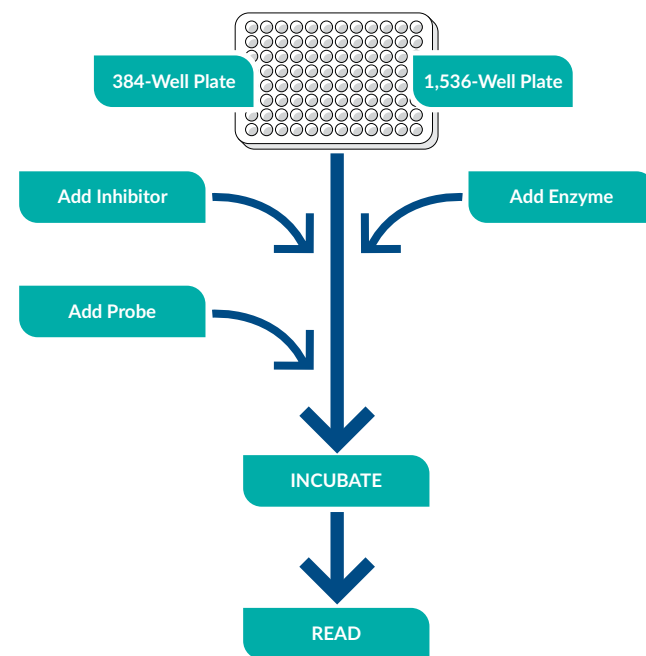 384-Well Plate
1,536-Well Plate
Add Inhibitor
Add Enzyme
Add Probe
INCUBATE
READ